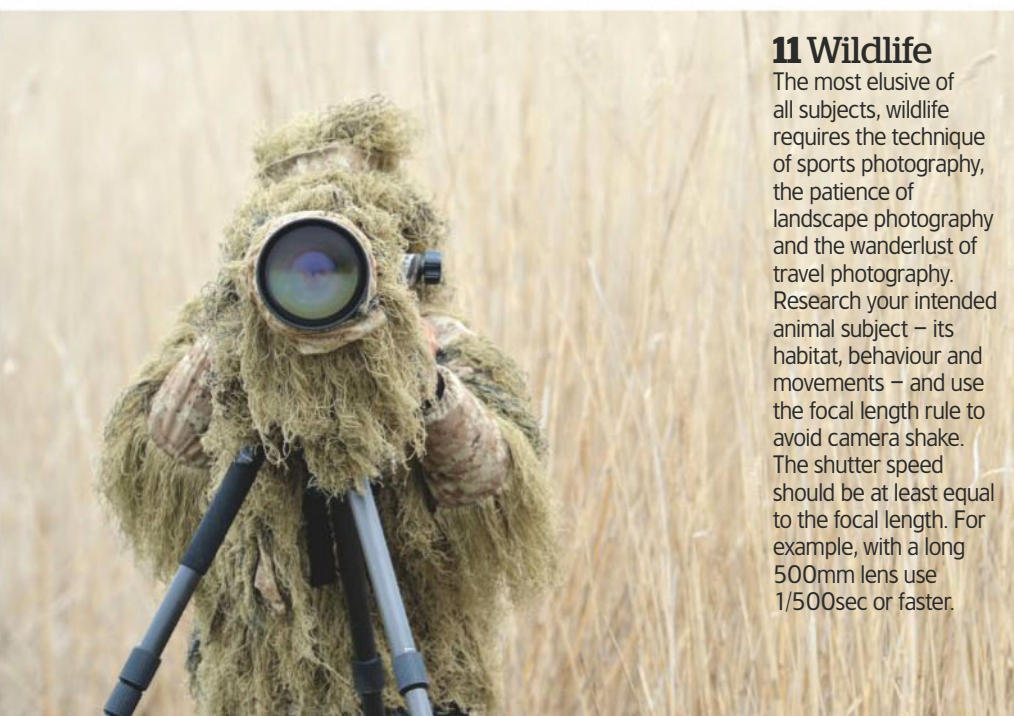 11 Wildlife
The most elusive of
all subjects, wildlife
requires the technique
of sports photography,
the patience of
landscape photography
and the wanderlust of
travel photography.
Research your intended
animal subject – its
habitat, behaviour and
movements – and use
the focal length rule to
avoid camera shake.
The shutter speed
should be at least equal
to the focal length. For
example, with a long
500mm lens use
1/500sec or faster.